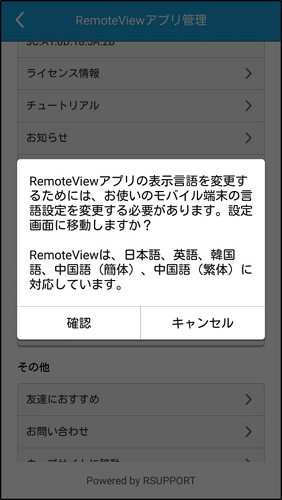 RemoteViewアプリ管理
ライセンス情報
チュートリアル
お知らせ
RemoteViewアプリの表示言語を変更す
るためには、お使いのモバイル端末の言
語設定を変更する必要があります。設定
画面に移動しますか？
RemoteViewは、日本語、英語、韓国
語、中国語（簡体）、中国語（繁体）に
対応しています。
確認
キャンセル
その他
友達におすすめ
お問い合わせ
Powered by RSUPPORT